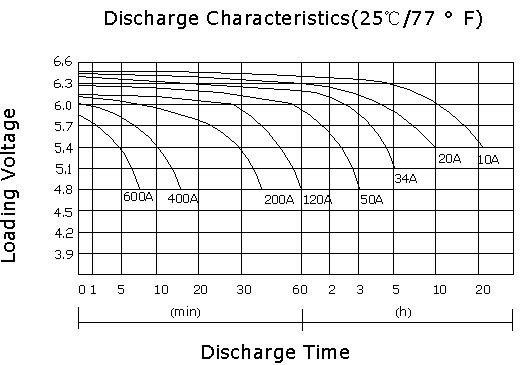 Discharge Characteristics(25℃/77 ° F)
Loading Voltage
6.6
6.3
6.0
5.7
5.4
5.1
4.8
4.5
4.2
3.9
600A 400A 200A 120A 50A 34A 20A 10A
0 1 5 10 20 30 60 2 3 5 10 20
(min) (h)
Discharge Time